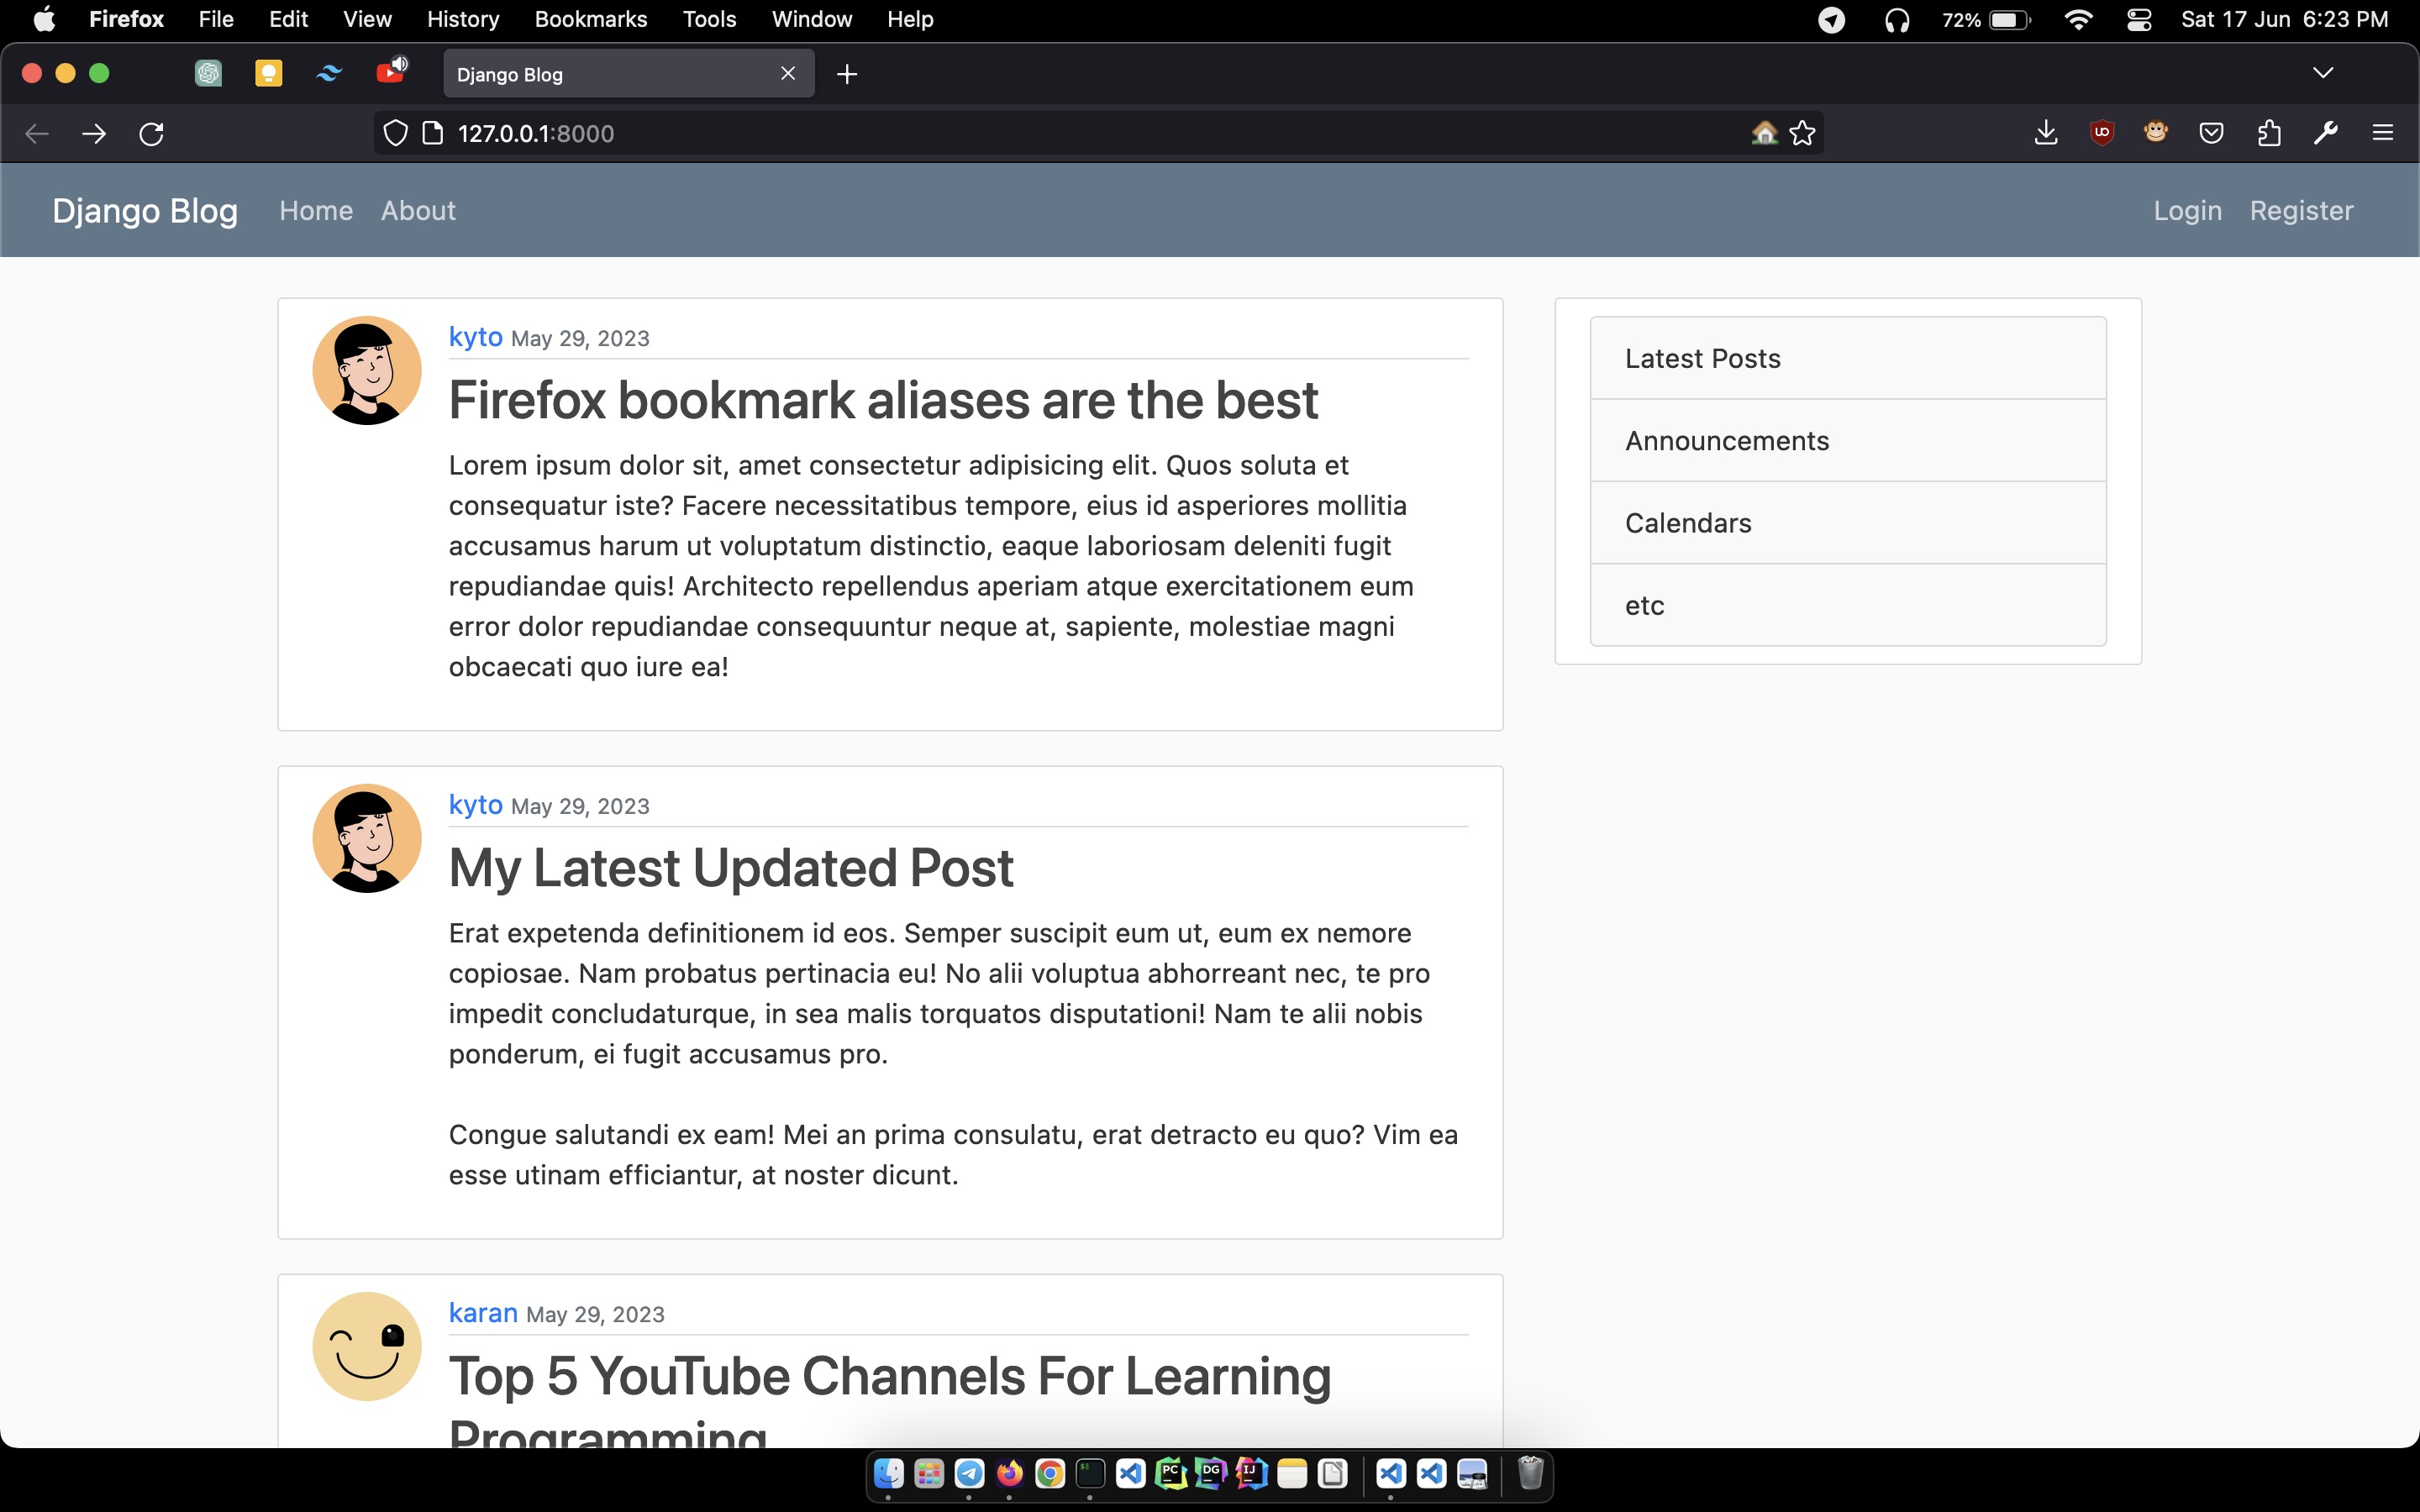 Firefox File Edit View History Bookmarks Tools Window Help 72% Sat 17 Jun 6:23 PM
Django Blog
127.0.0.1:8000
Django Blog Home About Login Register
kyto May 29, 2023
Firefox bookmark aliases are the best
Lorem ipsum dolor sit, amet consectetur adipisicing elit. Quos soluta et
consequatur iste? Facere necessitatibus tempore, eius id asperiores mollitia
accusamus harum ut voluptatum distinctio, eaque laboriosam deleniti fugit
repudiandae quis! Architecto repellendus aperiam atque exercitationem eum
error dolor repudiandae consequuntur neque at, sapiente, molestiae magni
obcaecati quo iure ea!
Latest Posts
Announcements
Calendars
etc
kyto May 29, 2023
My Latest Updated Post
Erat expetenda definitionem id eos. Semper suscipit eum ut, eum ex nemore
copiosae. Nam probatus pertinacia eu! No alii voluptua abhorreant nec, te pro
impedit concludaturque, in sea malis torquatos disputationi! Nam te alii nobis
ponderum, ei fugit accusamus pro.
Congue salutandi ex eam! Mei an prima consulatu, erat detracto eu quo? Vim ea
esse utinam efficiantur, at noster dicunt.
karan May 29, 2023
Top 5 YouTube Channels For Learning
Programming
PC DG IJ